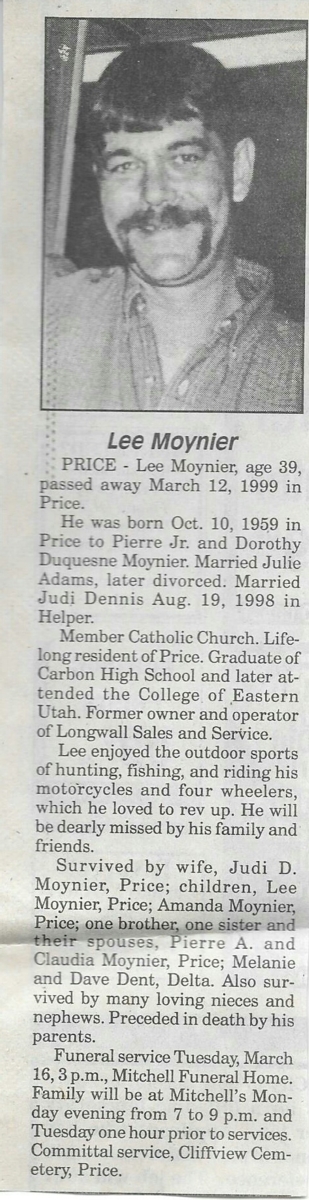 Lee Moynier
PRICE - Lee Moynier, age 39,
passed away March 12, 1999 in
Price.
He was born Oct. 10, 1959 in
Price to Pierre Jr. and Dorothy
Duquesne Moynier. Married Julie
Adams, later divorced. Married
Judi Dennis Aug. 19, 1998 in
Helper.
Member Catholic Church. Life-
long resident of Price. Graduate of
Carbon High School and later at-
tended the College of Eastern
Utah. Former owner and operator
of Longwall Sales and Service.
Lee enjoyed the outdoor sports
of hunting, fishing, and riding his
motorcycles and four wheelers,
which he loved to rev up. He will
be dearly missed by his family and
friends.
Survived by wife, Judi D.
Moynier, Price; children, Lee
Moynier, Price; Amanda Moynier,
Price; one brother, one sister and
their spouses, Pierre A. and
Claudia Moynier, Price; Melanie
and Dave Dent, Delta. Also sur-
vived by many loving nieces and
nephews. Preceded in death by his
parents.
Funeral service Tuesday, March
16, 3 p.m., Mitchell Funeral Home.
Family will be at Mitchell's Mon-
day evening from 7 to 9 p.m. and
Tuesday one hour prior to services.
Committal service, Cliffview Cem-
etery, Price.